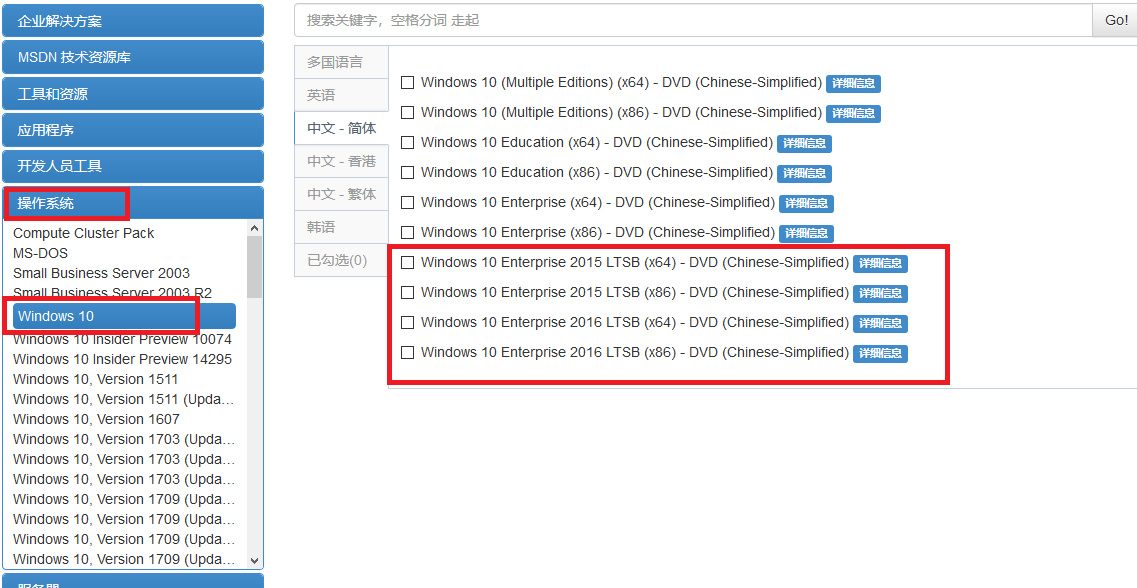 企业解决方案
MSDN 技术资源库
工具和资源
应用程序
开发人员工具
操作系统
Compute Cluster Pack
MS-DOS
Small Business Server 2003
Small Business Server 2003 R2
Windows 10
Windows 10 Insider Preview 10074
Windows 10 Insider Preview 14295
Windows 10, Version 1511
Windows 10, Version 1511 (Upda...
Windows 10, Version 1607
Windows 10, Version 1703 (Upda...
Windows 10, Version 1703 (Upda...
Windows 10, Version 1703 (Upda...
Windows 10, Version 1709 (Upda...
Windows 10, Version 1709 (Upda...
Windows 10, Version 1709 (Upda...
Windows 10, Version 1709 (Upda...
服务器
搜索关键字，空格分词 走起
Go!
多国语言
英语
中文 - 简体
中文 - 香港
中文 - 繁体
韩语
已勾选(0)
Windows 10 (Multiple Editions) (x64) - DVD (Chinese-Simplified) 详细信息
Windows 10 (Multiple Editions) (x86) - DVD (Chinese-Simplified) 详细信息
Windows 10 Education (x64) - DVD (Chinese-Simplified) 详细信息
Windows 10 Education (x86) - DVD (Chinese-Simplified) 详细信息
Windows 10 Enterprise (x64) - DVD (Chinese-Simplified) 详细信息
Windows 10 Enterprise (x86) - DVD (Chinese-Simplified) 详细信息
Windows 10 Enterprise 2015 LTSB (x64) - DVD (Chinese-Simplified) 详细信息
Windows 10 Enterprise 2015 LTSB (x86) - DVD (Chinese-Simplified) 详细信息
Windows 10 Enterprise 2016 LTSB (x64) - DVD (Chinese-Simplified) 详细信息
Windows 10 Enterprise 2016 LTSB (x86) - DVD (Chinese-Simplified) 详细信息